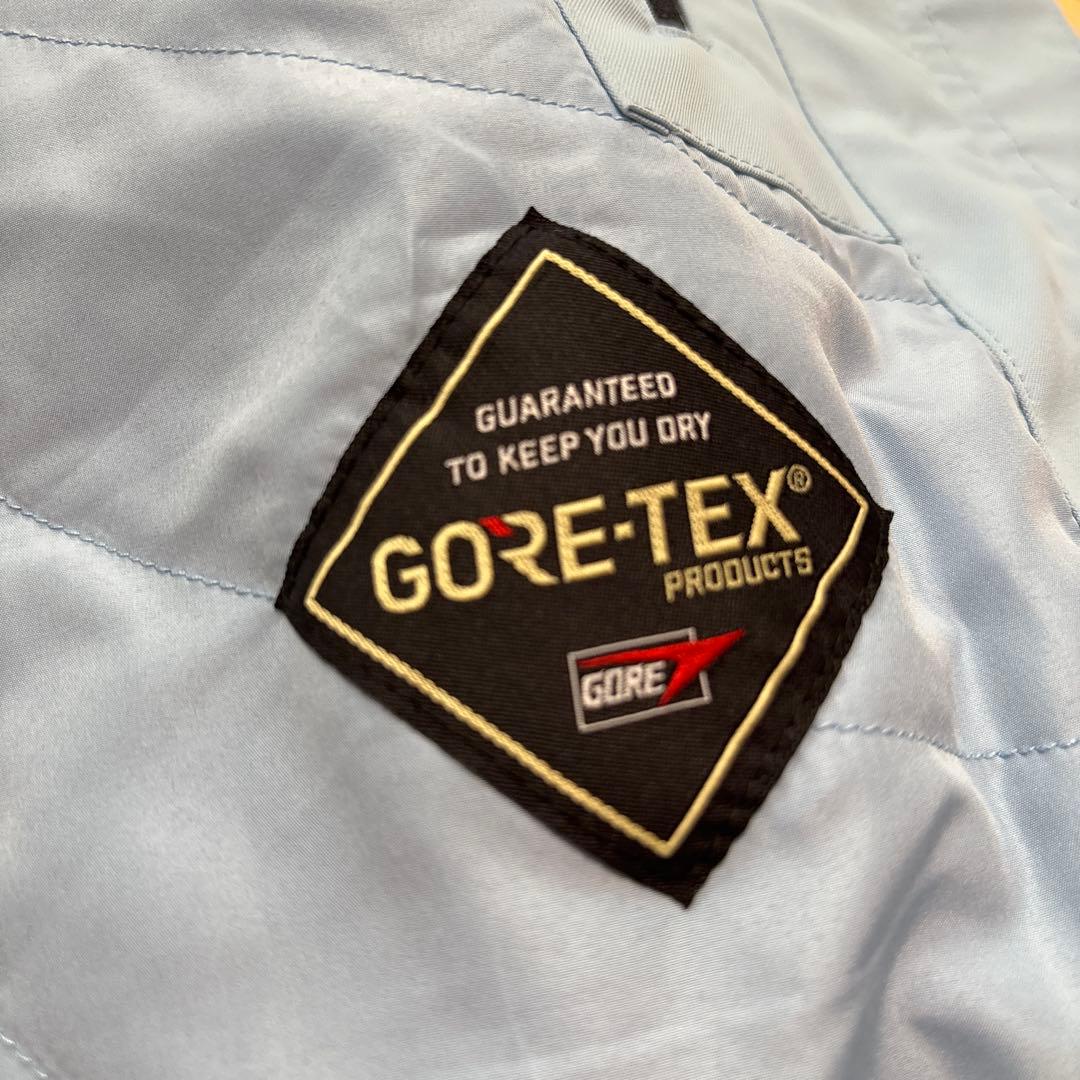 GUARANTEED
TO KEEP YOU DRY
GORE-TEX®
PRODUCTS
GORE